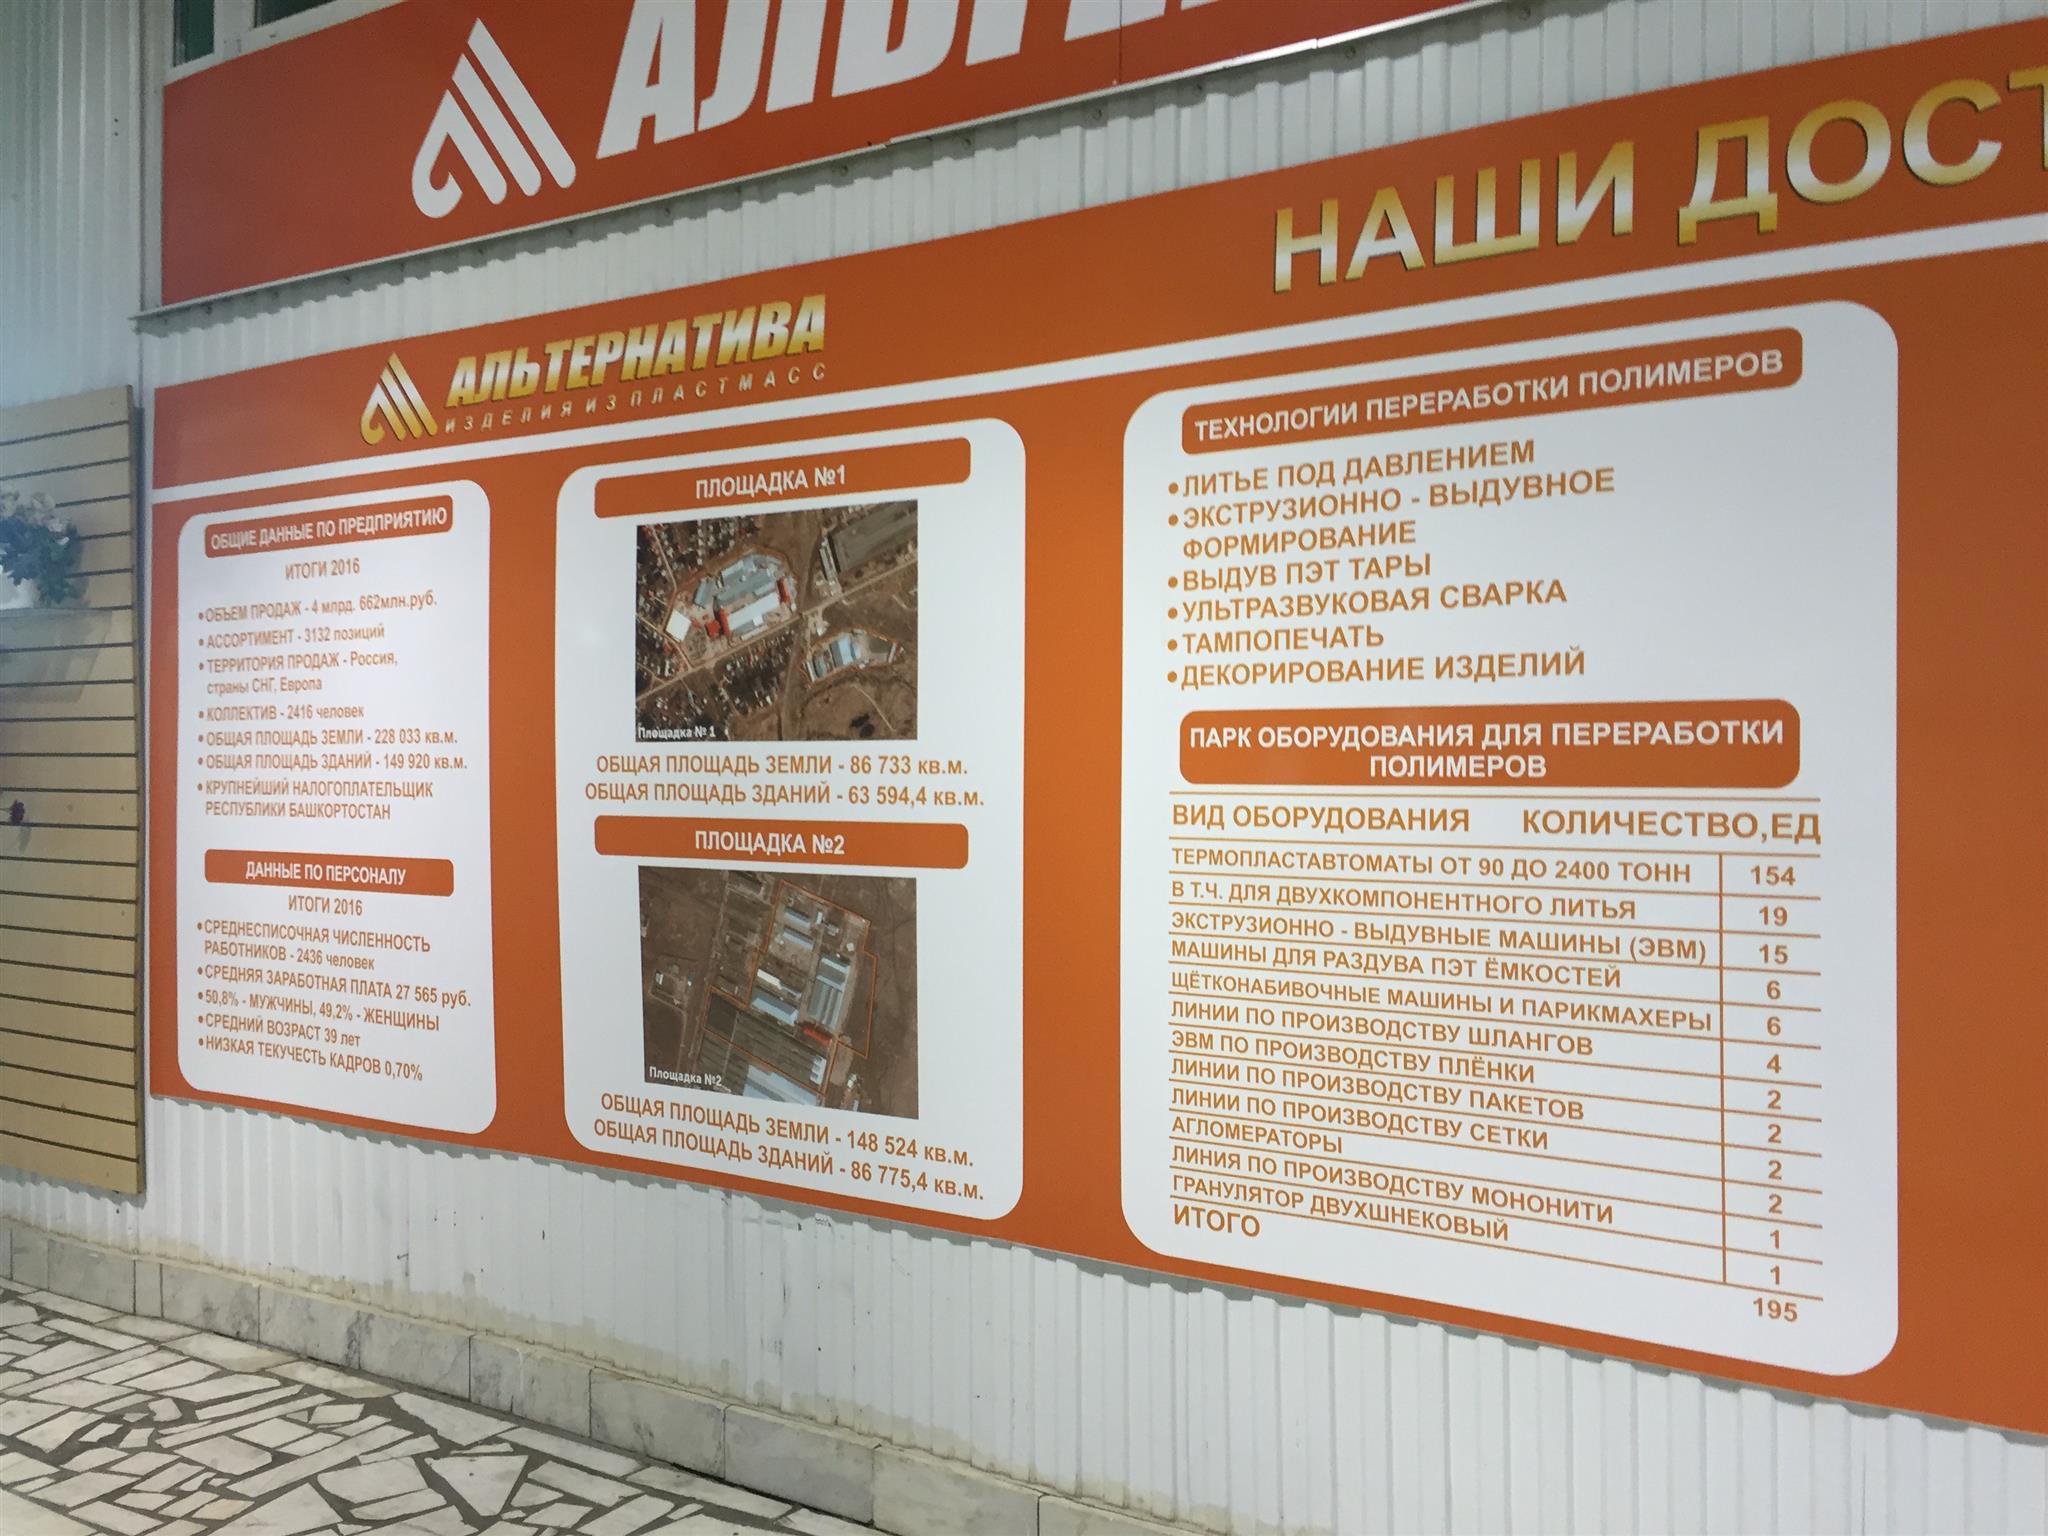 АЛЬТЕ
НАШИ ДОСТ
АЛЬТЕРНАТИВА
ИЗДЕЛИЯ ИЗ ПЛАСТМАСС
ОБЩИЕ ДАННЫЕ ПО ПРЕДПРИЯТИЮ
ИТОГИ 2016
•ОБЪЕМ ПРОДАЖ - 4 млрд. 662млн.руб.
•АССОРТИМЕНТ - 3132 позиций
•ТЕРРИТОРИЯ ПРОДАЖ - Россия,
страны СНГ, Европа
•КОЛЛЕКТИВ - 2416 человек
•ОБЩАЯ ПЛОЩАДЬ ЗЕМЛИ - 228 033 кв.м.
•ОБЩАЯ ПЛОЩАДЬ ЗДАНИЙ - 149 920 кв.м.
•КРУПНЕЙШИЙ НАЛОГОПЛАТЕЛЬЩИК
РЕСПУБЛИКИ БАШКОРТОСТАН
ДАННЫЕ ПО ПЕРСОНАЛУ
ИТОГИ 2016
•СРЕДНЕСПИСОЧНАЯ ЧИСЛЕННОСТЬ
РАБОТНИКОВ - 2436 человек
•СРЕДНЯЯ ЗАРАБОТНАЯ ПЛАТА 27 565 руб.
•50,8% - МУЖЧИНЫ, 49,2% - ЖЕНЩИНЫ
•СРЕДНИЙ ВОЗРАСТ 39 лет
•НИЗКАЯ ТЕКУЧЕСТЬ КАДРОВ 0,70%
ПЛОЩАДКА №1
Площадка № 1
ОБЩАЯ ПЛОЩАДЬ ЗЕМЛИ - 86 733 кв.м.
ОБЩАЯ ПЛОЩАДЬ ЗДАНИЙ - 63 594,4 кв.м.
ПЛОЩАДКА №2
Площадка №2
ОБЩАЯ ПЛОЩАДЬ ЗЕМЛИ - 148 524 кв.м.
ОБЩАЯ ПЛОЩАДЬ ЗДАНИЙ - 86 775,4 кв.м.
ТЕХНОЛОГИИ ПЕРЕРАБОТКИ ПОЛИМЕРОВ
•ЛИТЬЕ ПОД ДАВЛЕНИЕМ
•ЭКСТРУЗИОННО - ВЫДУВНОЕ
ФОРМИРОВАНИЕ
•ВЫДУВ ПЭТ ТАРЫ
•УЛЬТРАЗВУКОВАЯ СВАРКА
•ТАМПОПЕЧАТЬ
•ДЕКОРИРОВАНИЕ ИЗДЕЛИЙ
ПАРК ОБОРУДОВАНИЯ ДЛЯ ПЕРЕРАБОТКИ
ПОЛИМЕРОВ
ВИД ОБОРУДОВАНИЯ КОЛИЧЕСТВО,ЕД
ТЕРМОПЛАСТАВТОМАТЫ ОТ 90 ДО 2400 ТОНН 154
В Т.Ч. ДЛЯ ДВУХКОМПОНЕНТНОГО ЛИТЬЯ 19
ЭКСТРУЗИОННО - ВЫДУВНЫЕ МАШИНЫ (ЭВМ) 15
МАШИНЫ ДЛЯ РАЗДУВА ПЭТ ЁМКОСТЕЙ 6
ЩЁТКОНАБИВОЧНЫЕ МАШИНЫ И ПАРИКМАХЕРЫ 6
ЛИНИИ ПО ПРОИЗВОДСТВУ ШЛАНГОВ 4
ЭВМ ПО ПРОИЗВОДСТВУ ПЛЁНКИ 2
ЛИНИИ ПО ПРОИЗВОДСТВУ ПАКЕТОВ 2
ЛИНИИ ПО ПРОИЗВОДСТВУ СЕТКИ 2
АГЛОМЕРАТОРЫ 2
ЛИНИЯ ПО ПРОИЗВОДСТВУ МОНОНИТИ 1
ГРАНУЛЯТОР ДВУХШНЕКОВЫЙ 1
ИТОГО 195